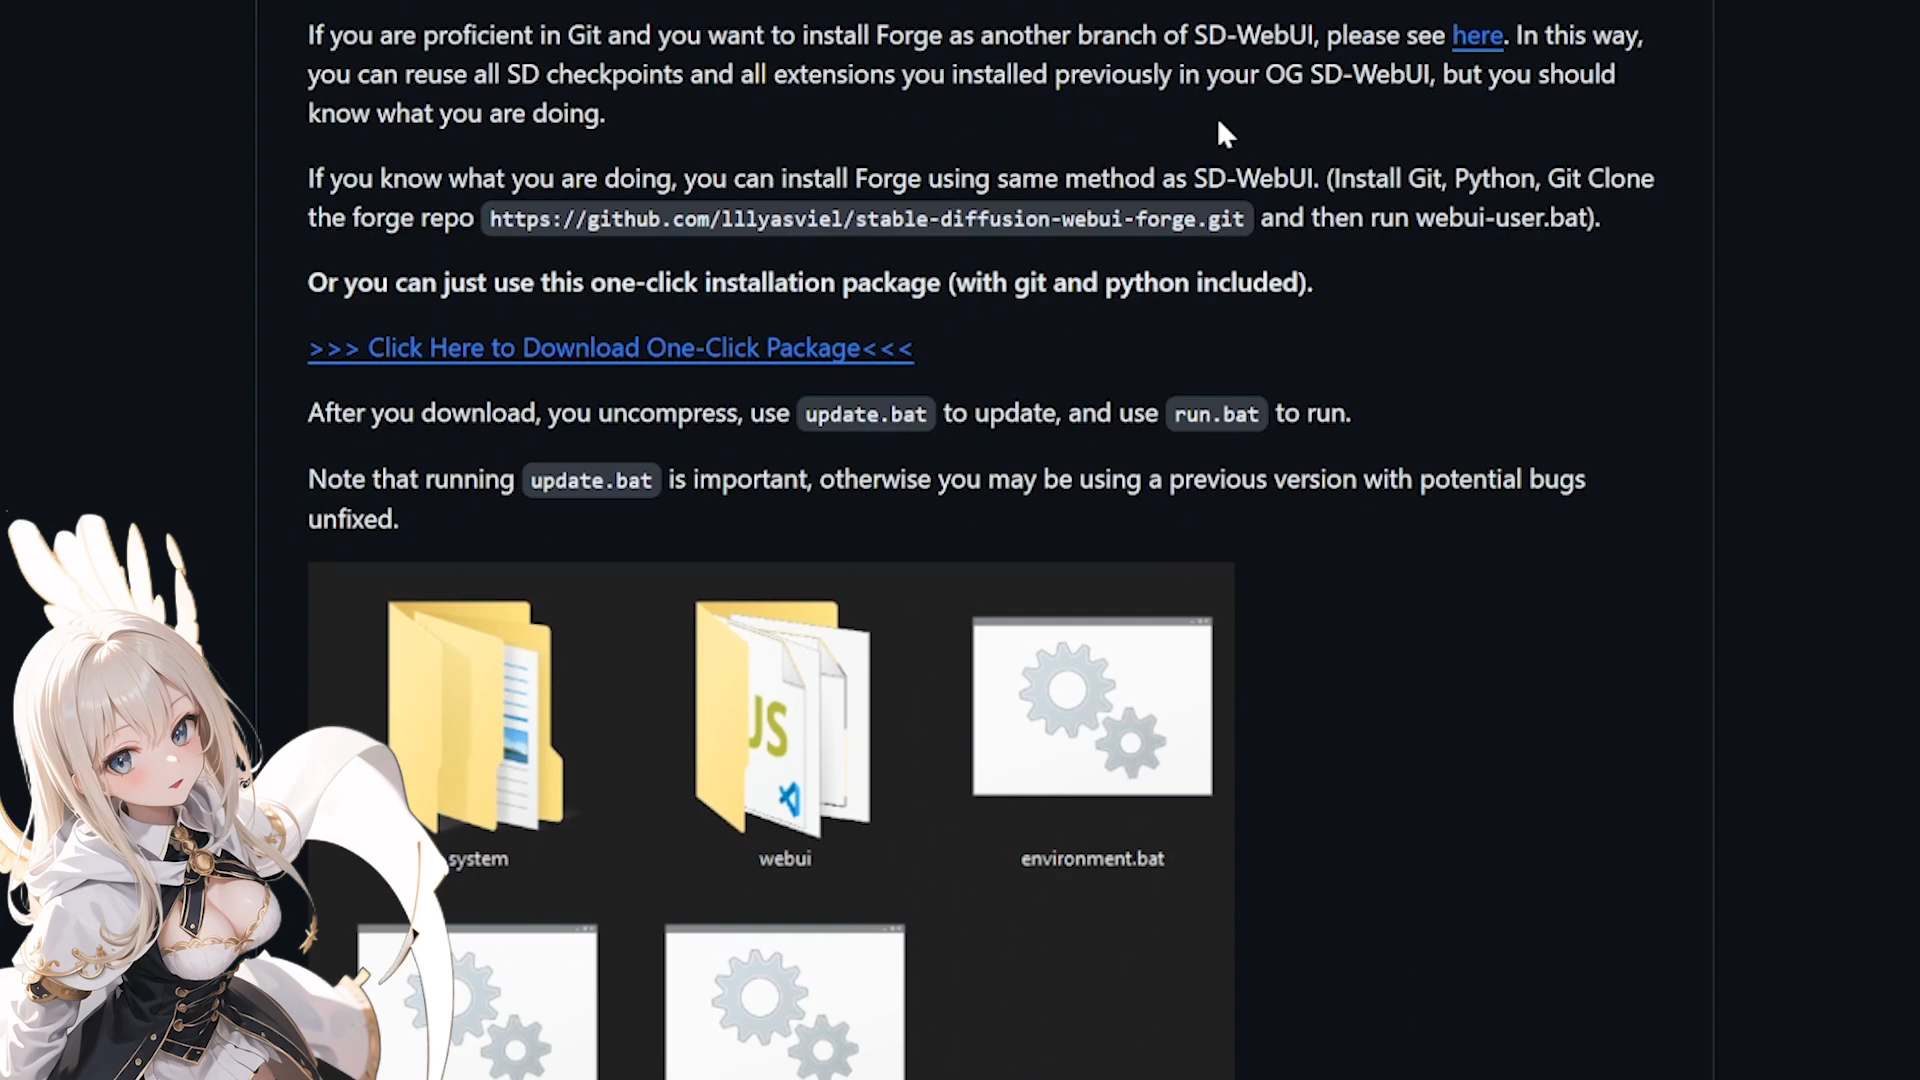 If you are proficient in Git and you want to install Forge as another branch of SD-WebUI, please see here. In this way,
you can reuse all SD checkpoints and all extensions you installed previously in your OG SD-WebUI, but you should
know what you are doing.
If you know what you are doing, you can install Forge using same method as SD-WebUI. (Install Git, Python, Git Clone
the forge repo https://github.com/lllyasviel/stable-diffusion-webui-forge.git and then run webui-user.bat).
Or you can just use this one-click installation package (with git and python included).
>>> Click Here to Download One-Click Package<<<
After you download, you uncompress, use update.bat to update, and use run.bat to run.
Note that running update.bat is important, otherwise you may be using a previous version with potential bugs
unfixed.
JS
system
webui
environment.bat